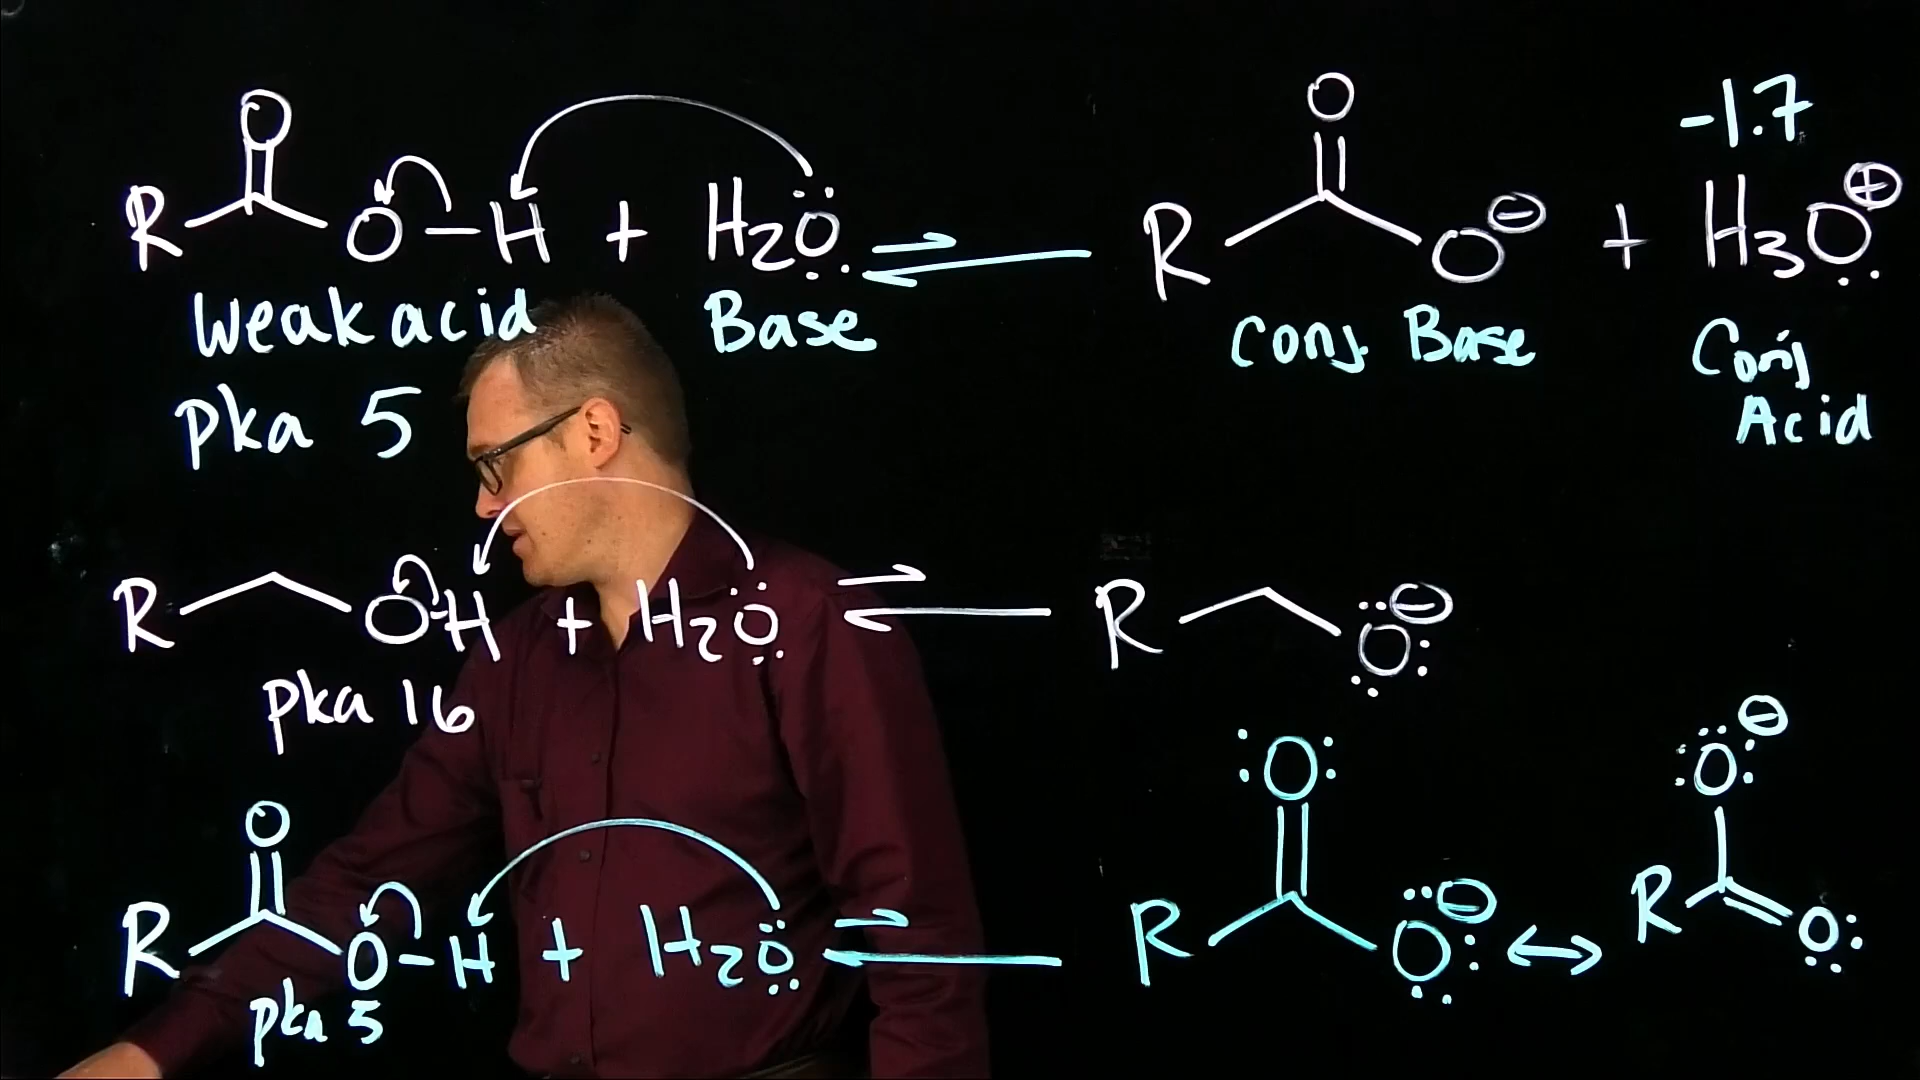 O O -1.7
R O-H + H2O ⇌ R O⊖ + H3O⊕
Weak acid Base Conj. Base Conj
pka 5 Acid
R OH + H2O ⇌ R O⊖
pka 16
O O O⊖
R O-H + H2O ⇌ R O⊖ ↔ R O
pka 5